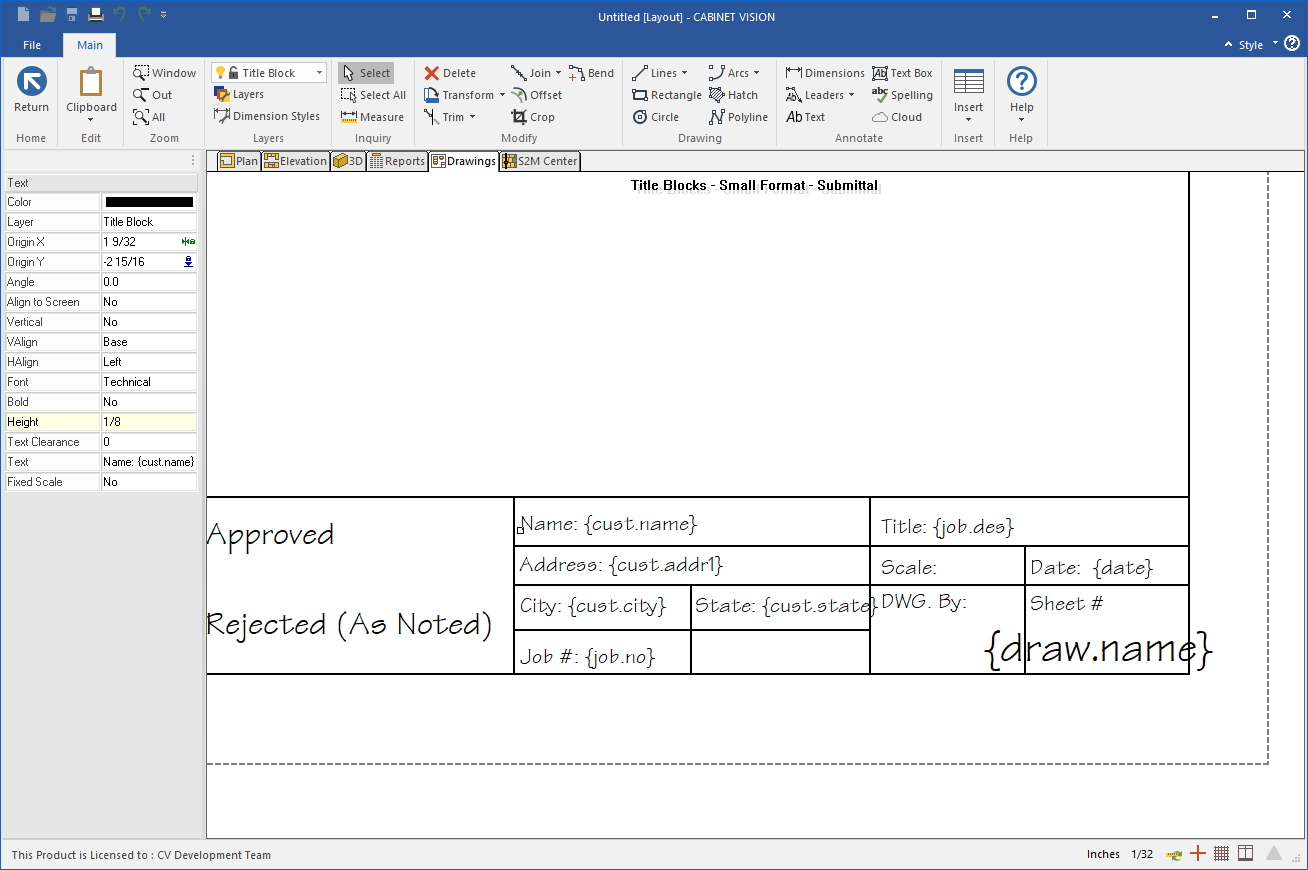 Untitled [Layout] - CABINET VISION
File Main Style
Window Title Block Select Delete Join Bend Lines Arcs Dimensions Text Box
Return Clipboard Out Layers Select All Transform Offset Rectangle Hatch Leaders Spelling Insert Help
All Dimension Styles Measure Trim Crop Circle Polyline Text Cloud
Home Edit Zoom Layers Inquiry Modify Drawing Annotate Insert Help
Plan Elevation 3D Reports Drawings S2M Center
Text
Color
Layer Title Block
Origin X 1 9/32
Origin Y -2 15/16
Angle 0.0
Align to Screen No
Vertical No
VAlign Base
HAlign Left
Font Technical
Bold No
Height 1/8
Text Clearance 0
Text Name: {cust.name}
Fixed Scale No
Title Blocks - Small Format - Submittal
Approved
Rejected (As Noted)
Name: {cust.name} Title: {job.des}
Address: {cust.addr1} Scale: Date: {date}
City: {cust.city} State: {cust.state} DWG. By: Sheet #
Job #: {job.no} {draw.name}
This Product is Licensed to : CV Development Team
Inches 1/32